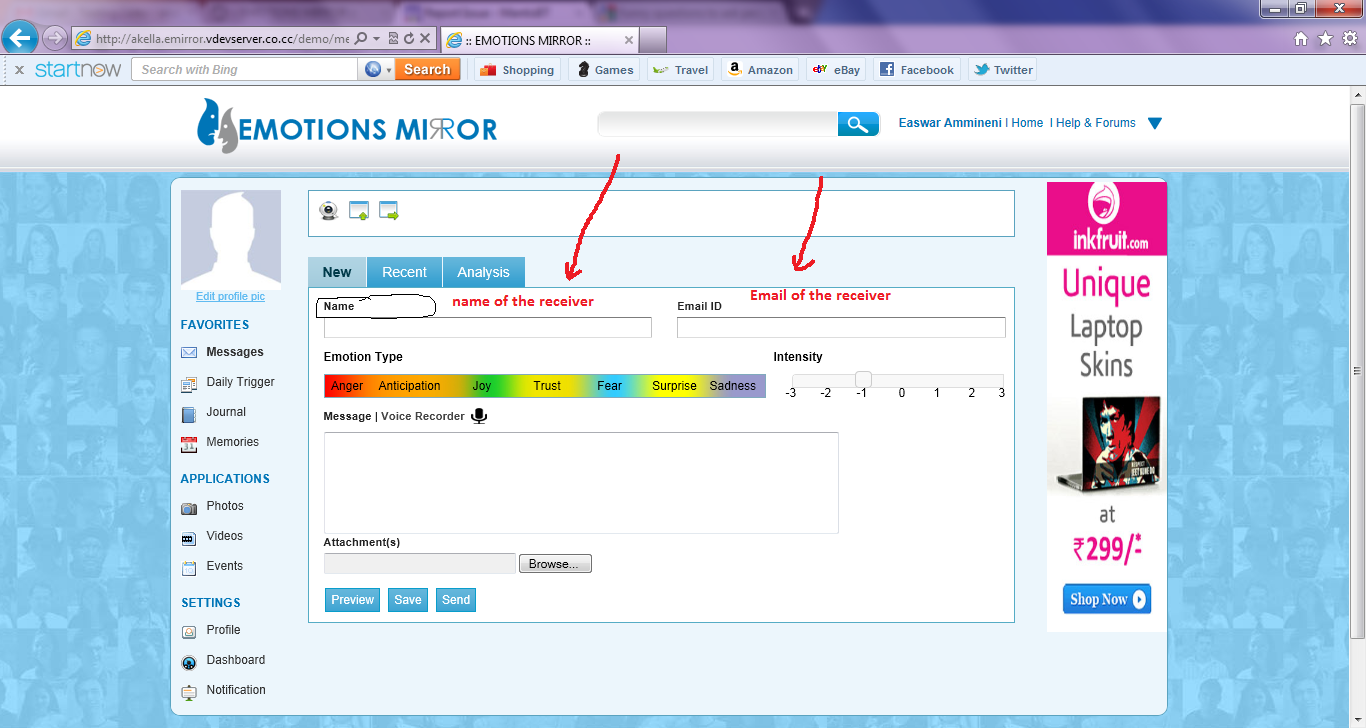 http://akella.emirror.vdevserver.co.cc/demo/me
:: EMOTIONS MIRROR ::
startnow
Search with Bing
Search
Shopping
Games
Travel
Amazon
eBay
Facebook
Twitter
EMOTIONS MIRROR
Easwar Ammineni | Home | Help & Forums
Edit profile pic
FAVORITES
Messages
Daily Trigger
Journal
Memories
APPLICATIONS
Photos
Videos
Events
SETTINGS
Profile
Dashboard
Notification
New
Recent
Analysis
Name
name of the receiver
Email ID
Email of the receiver
Emotion Type
Anger Anticipation Joy Trust Fear Surprise Sadness
Intensity
-3 -2 -1 0 1 2 3
Message | Voice Recorder
Attachment(s)
Browse...
Preview
Save
Send
inkfruit.com
Unique
Laptop
Skins
at
₹299/-*
Shop Now